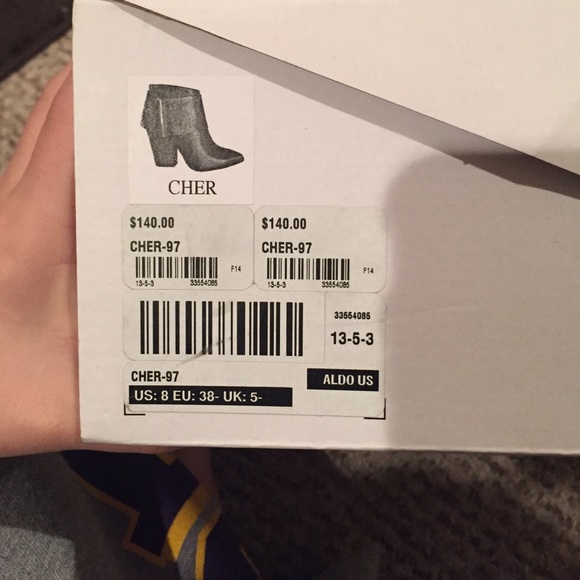 CHER
$140.00
CHER-97
F14
13-5-3 33554085
$140.00
CHER-97
F14
13-5-3 33554085
33554085
13-5-3
CHER-97
ALDO US
US: 8 EU: 38- UK: 5-